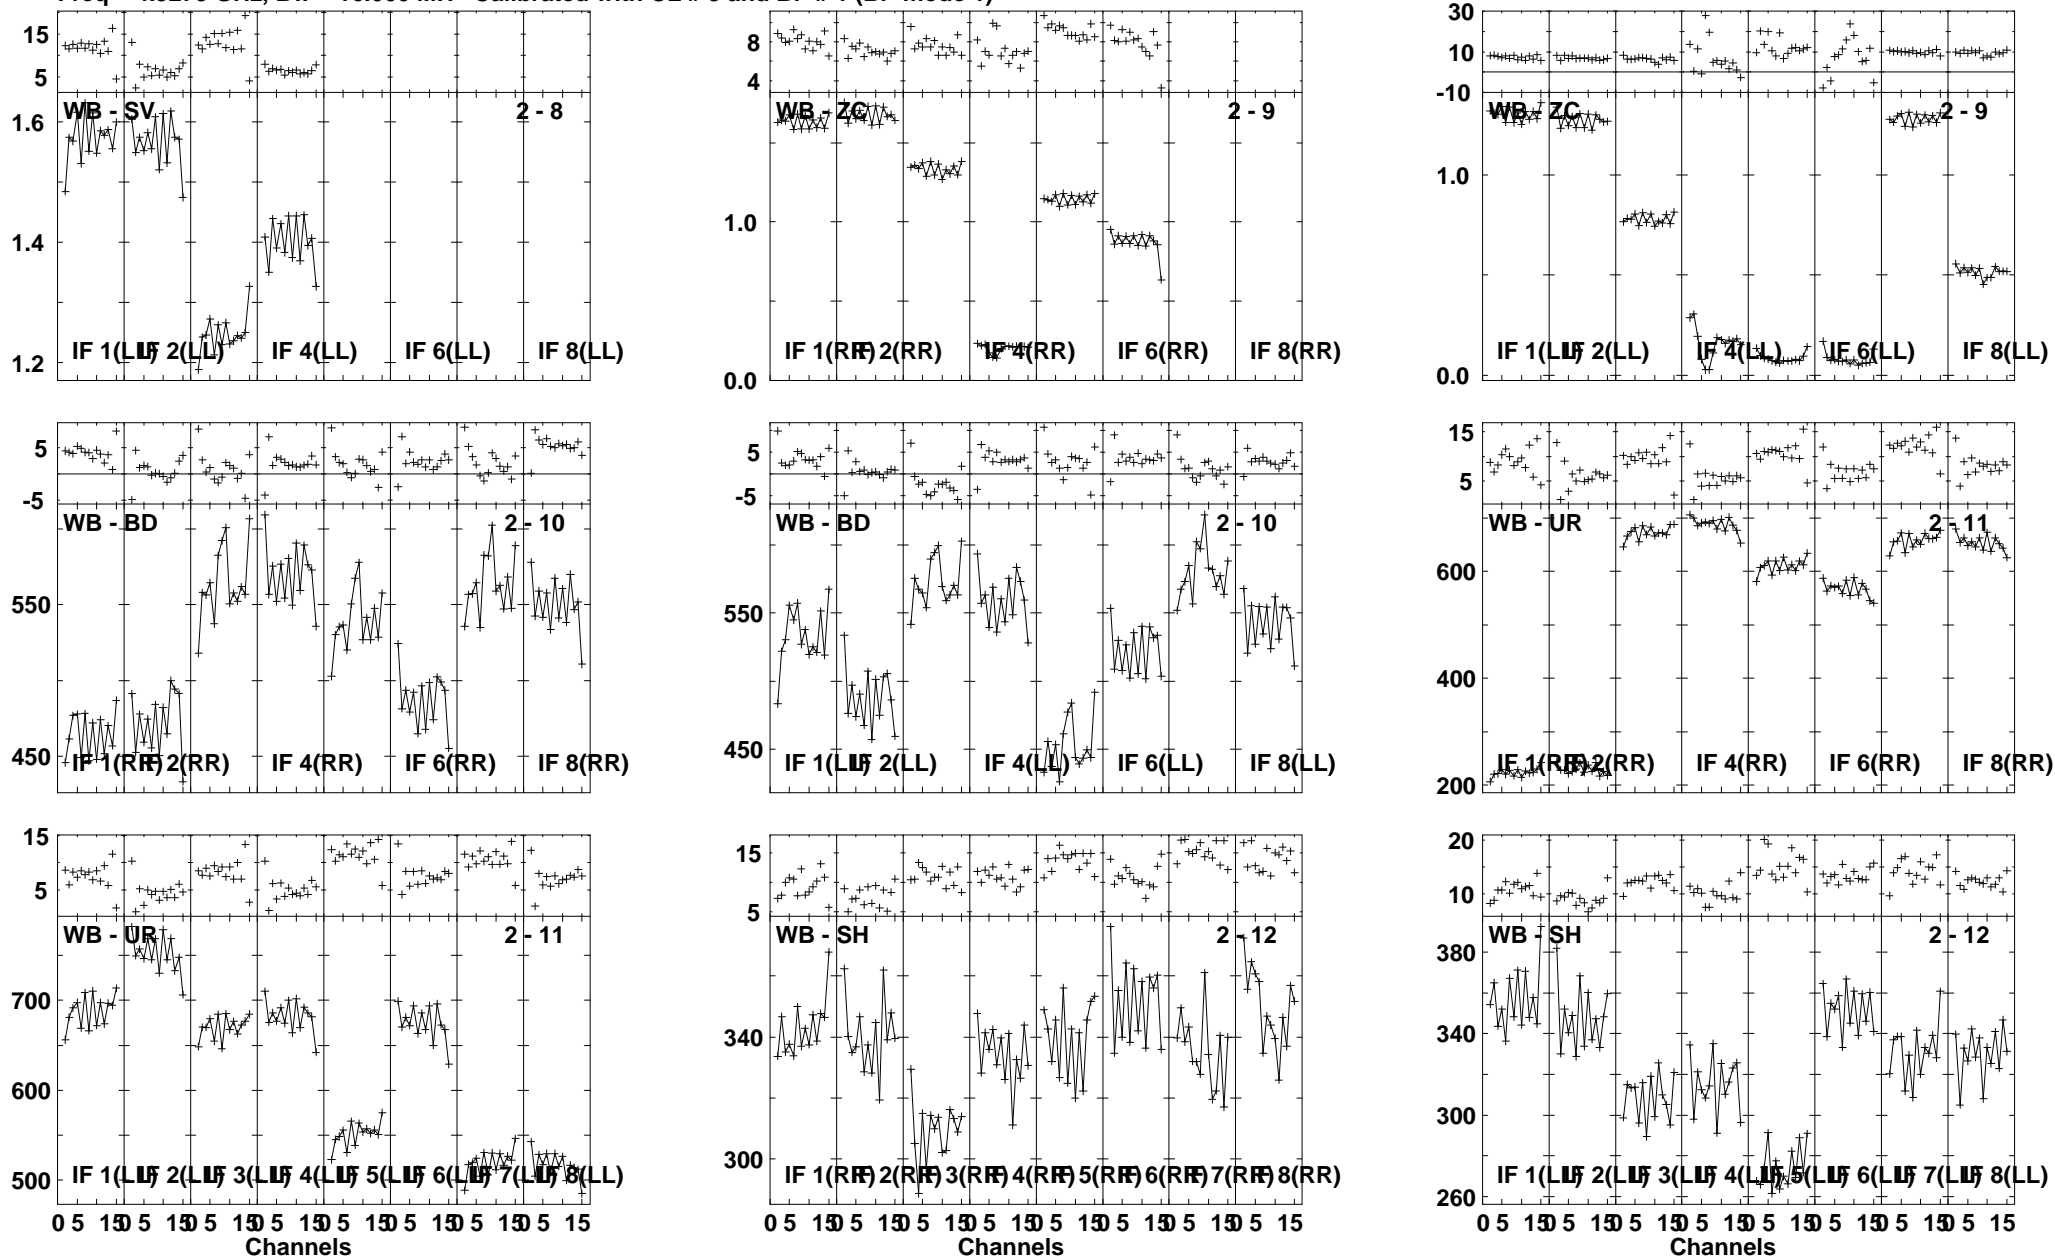 15
5
WB - SV
2 - 8
1.6
1.4
1.2
IF 1(LL)
IF 2(LL)
IF 4(LL)
IF 6(LL)
IF 8(LL)
8
4
WB - ZC
2 - 9
1.0
0.0
IF 1(RR)
IF 2(RR)
IF 4(RR)
IF 6(RR)
IF 8(RR)
30
10
-10
WB - ZC
2 - 9
1.0
0.0
IF 1(LL)
IF 2(LL)
IF 4(LL)
IF 6(LL)
IF 8(LL)
5
-5
WB - BD
2 - 10
550
450
IF 1(RR)
IF 2(RR)
IF 4(RR)
IF 6(RR)
IF 8(RR)
5
-5
WB - BD
2 - 10
550
450
IF 1(LL)
IF 2(LL)
IF 4(LL)
IF 6(LL)
IF 8(LL)
15
5
WB - UR
2 - 11
600
400
200
IF 1(RR)
IF 2(RR)
IF 4(RR)
IF 6(RR)
IF 8(RR)
15
5
WB - UR
2 - 11
700
600
500
IF 1(LL)
IF 2(LL)
IF 3(LL)
IF 4(LL)
IF 5(LL)
IF 6(LL)
IF 7(LL)
IF 8(LL)
0 5 15 0 5 15 0 5 15 0 5 15 0 5 15 0 5 15 0 5 15 0 5 15
Channels
15
5
WB - SH
2 - 12
340
300
IF 1(RR)
IF 2(RR)
IF 3(RR)
IF 4(RR)
IF 5(RR)
IF 6(RR)
IF 7(RR)
IF 8(RR)
0 5 15 0 5 15 0 5 15 0 5 15 0 5 15 0 5 15 0 5 15 0 5 15
Channels
20
10
WB - SH
2 - 12
380
340
300
260
IF 1(LL)
IF 2(LL)
IF 3(LL)
IF 4(LL)
IF 5(LL)
IF 6(LL)
IF 7(LL)
IF 8(LL)
0 5 15 0 5 15 0 5 15 0 5 15 0 5 15 0 5 15 0 5 15 0 5 15
Channels